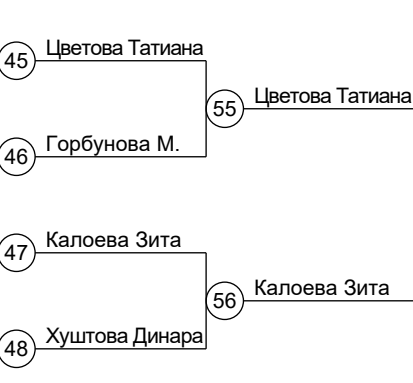 45 Цветова Татиана
55 Цветова Татиана
46 Горбунова М.
47 Калоева Зита
56 Калоева Зита
48 Хуштова Динара